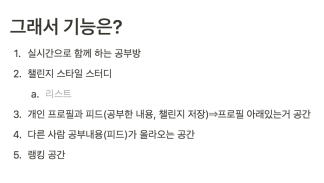 그래서 기능은?
1. 실시간으로 함께 하는 공부방
2. 챌린지 스타일 스터디
a. 리스트
3. 개인 프로필과 피드(공부한 내용, 챌린지 저장)⇒프로필 아래있는거 공간
4. 다른 사람 공부내용(피드)가 올라오는 공간
5. 랭킹 공간